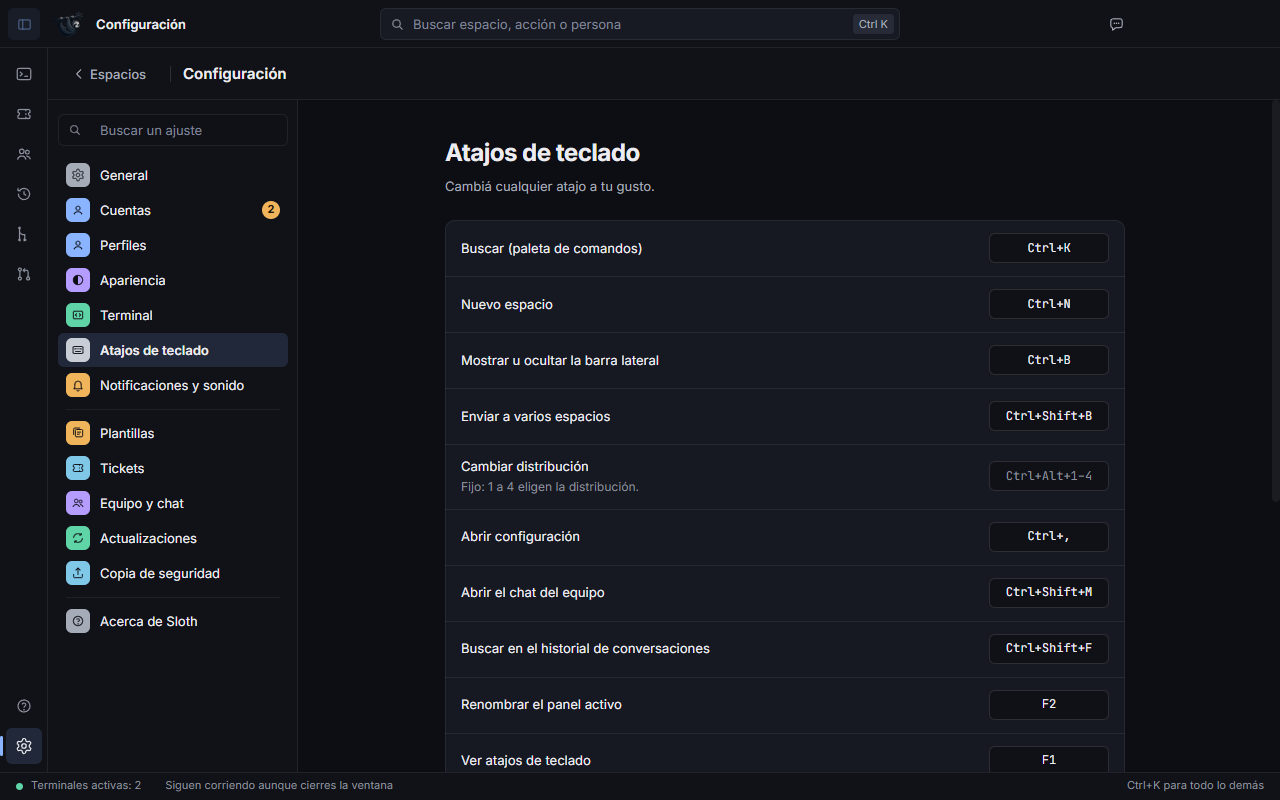 Configuración
Buscar espacio, acción o persona
Ctrl K
Espacios
Configuración
Buscar un ajuste
General
Cuentas
2
Perfiles
Apariencia
Terminal
Atajos de teclado
Notificaciones y sonido
Plantillas
Tickets
Equipo y chat
Actualizaciones
Copia de seguridad
Acerca de Sloth
Atajos de teclado
Cambiá cualquier atajo a tu gusto.
Buscar (paleta de comandos)
Ctrl+K
Nuevo espacio
Ctrl+N
Mostrar u ocultar la barra lateral
Ctrl+B
Enviar a varios espacios
Ctrl+Shift+B
Cambiar distribución
Fijo: 1 a 4 eligen la distribución.
Ctrl+Alt+1-4
Abrir configuración
Ctrl+,
Abrir el chat del equipo
Ctrl+Shift+M
Buscar en el historial de conversaciones
Ctrl+Shift+F
Renombrar el panel activo
F2
Ver atajos de teclado
F1
Terminales activas: 2
Siguen corriendo aunque cierres la ventana
Ctrl+K para todo lo demás